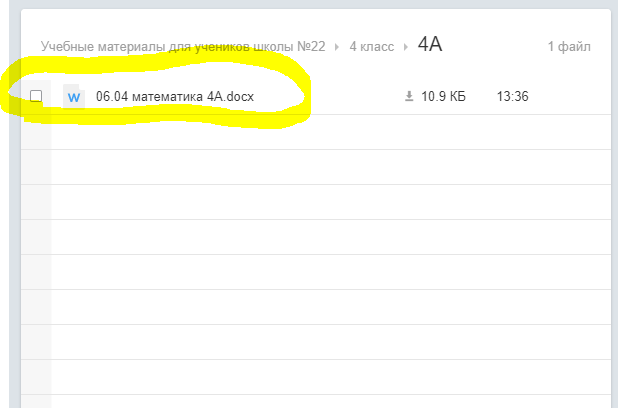 Учебные материалы для учеников школы №22 4 класс 4А 1 файл
W 06.04 математика 4А.docx 10.9 КБ 13:36